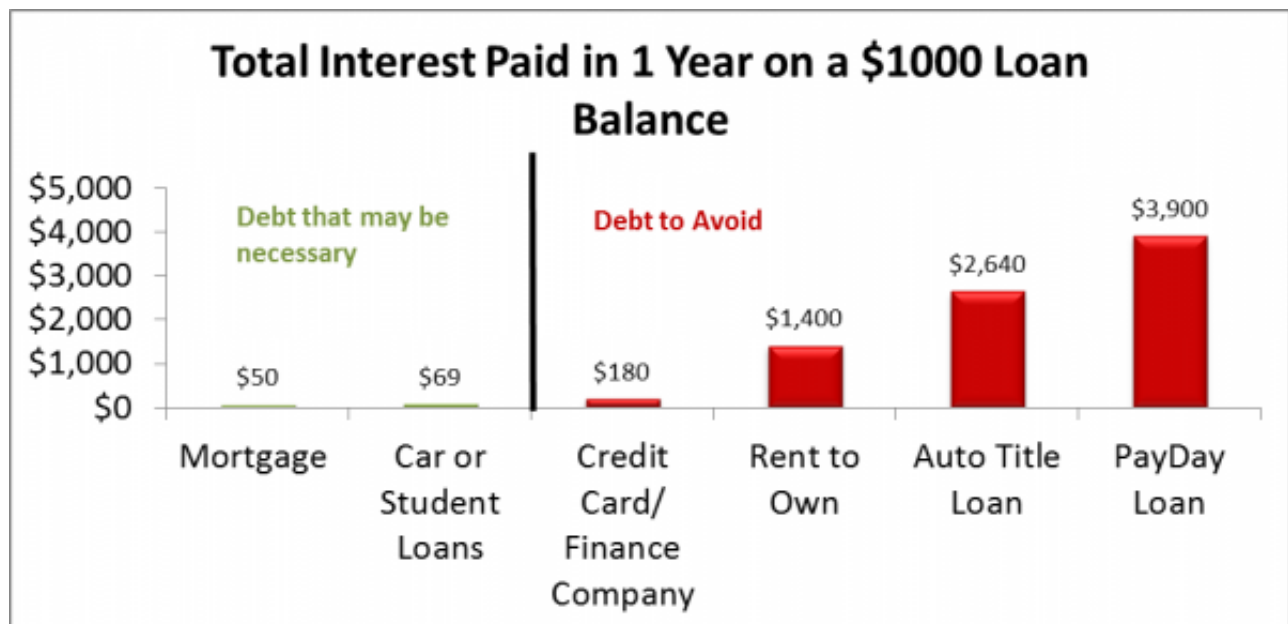 Total Interest Paid in 1 Year on a $1000 Loan
Balance
$5,000
$4,000
$3,000
$2,000
$1,000
$0
Debt that may be
necessary
Debt to Avoid
$50
$69
$180
$1,400
$2,640
$3,900
Mortgage
Car or
Student
Loans
Credit
Card/
Finance
Company
Rent to
Own
Auto Title
Loan
PayDay
Loan